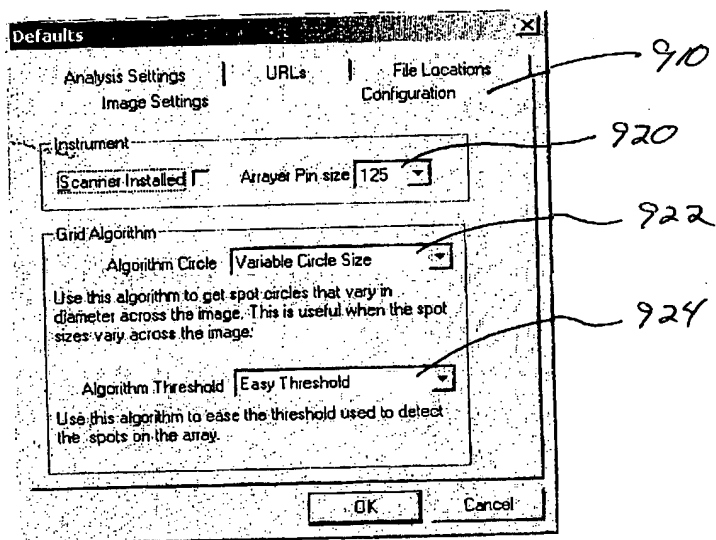 Defaults
Analysis Settings URLs File Locations
Image Settings Configuration
910
Instrument
Scanner Installed Arrayer Pin size 125
920
Grid Algorithm
Algorithm Circle Variable Circle Size
922
Use this algorithm to get spot circles that vary in
diameter across the image. This is useful when the spot
sizes vary across the image.
Algorithm Threshold Easy Threshold
924
Use this algorithm to ease the threshold used to detect
the spots on the array.
OK Cancel